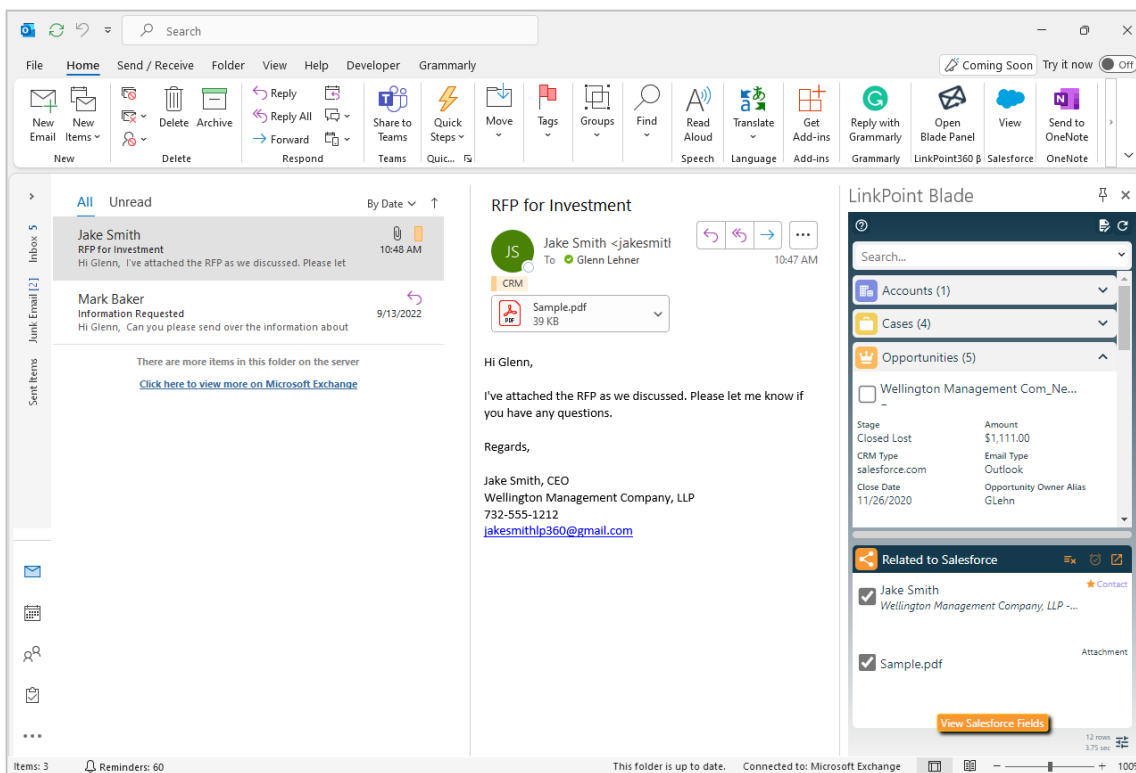 Search
File Home Send / Receive Folder View Help Developer Grammarly
Coming Soon Try it now Off
New Email
New Items
Delete
Archive
Reply
Reply All
Forward
Share to Teams
Quick Steps
Move
Tags
Groups
Find
Read Aloud
Translate
Get Add-ins
Reply with Grammarly
Open Blade Panel
View
Send to OneNote
New Delete Respond Teams Quic... Speech Language Add-ins Grammarly LinkPoint360 β Salesforce OneNote
Inbox 5
Junk Email [2]
Sent Items
All Unread By Date
Jake Smith
RFP for Investment 10:48 AM
Hi Glenn, I've attached the RFP as we discussed. Please let
Mark Baker
Information Requested 9/13/2022
Hi Glenn, Can you please send over the information about
There are more items in this folder on the server
Click here to view more on Microsoft Exchange
RFP for Investment
JS
Jake Smith <jakesmitl
To Glenn Lehner 10:47 AM
CRM
PDF
Sample.pdf
39 KB
Hi Glenn,
I've attached the RFP as we discussed. Please let me know if
you have any questions.
Regards,
Jake Smith, CEO
Wellington Management Company, LLP
732-555-1212
jakesmithlp360@gmail.com
LinkPoint Blade
Search...
Accounts (1)
Cases (4)
Opportunities (5)
Wellington Management Com_Ne...
–
Stage Amount
Closed Lost $1,111.00
CRM Type Email Type
salesforce.com Outlook
Close Date Opportunity Owner Alias
11/26/2020 GLehn
Related to Salesforce
Jake Smith Contact
Wellington Management Company, LLP -...
Attachment
Sample.pdf
View Salesforce Fields
12 rows
3.75 sec
Items: 3 Reminders: 60 This folder is up to date. Connected to: Microsoft Exchange 100%